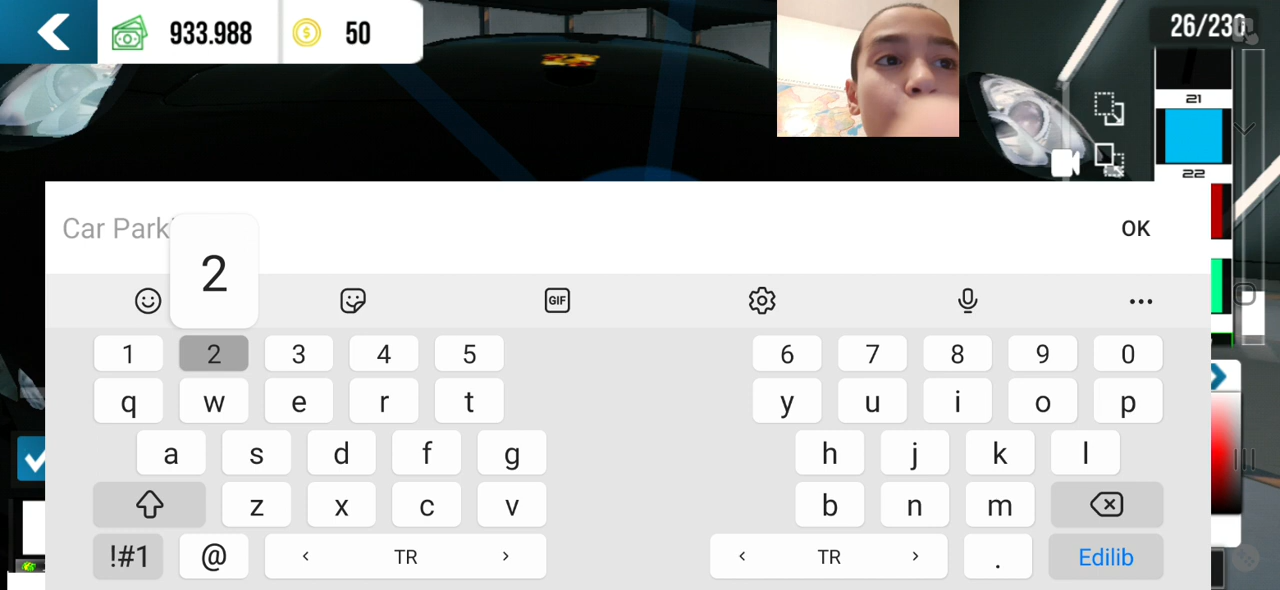 933.988 50 26/230
21
22
Car Park
2
OK
GIF
1 2 3 4 5 6 7 8 9 0
q w e r t y u i o p
a s d f g h j k l
z x c v b n m
!#1 @ TR TR . Edilib